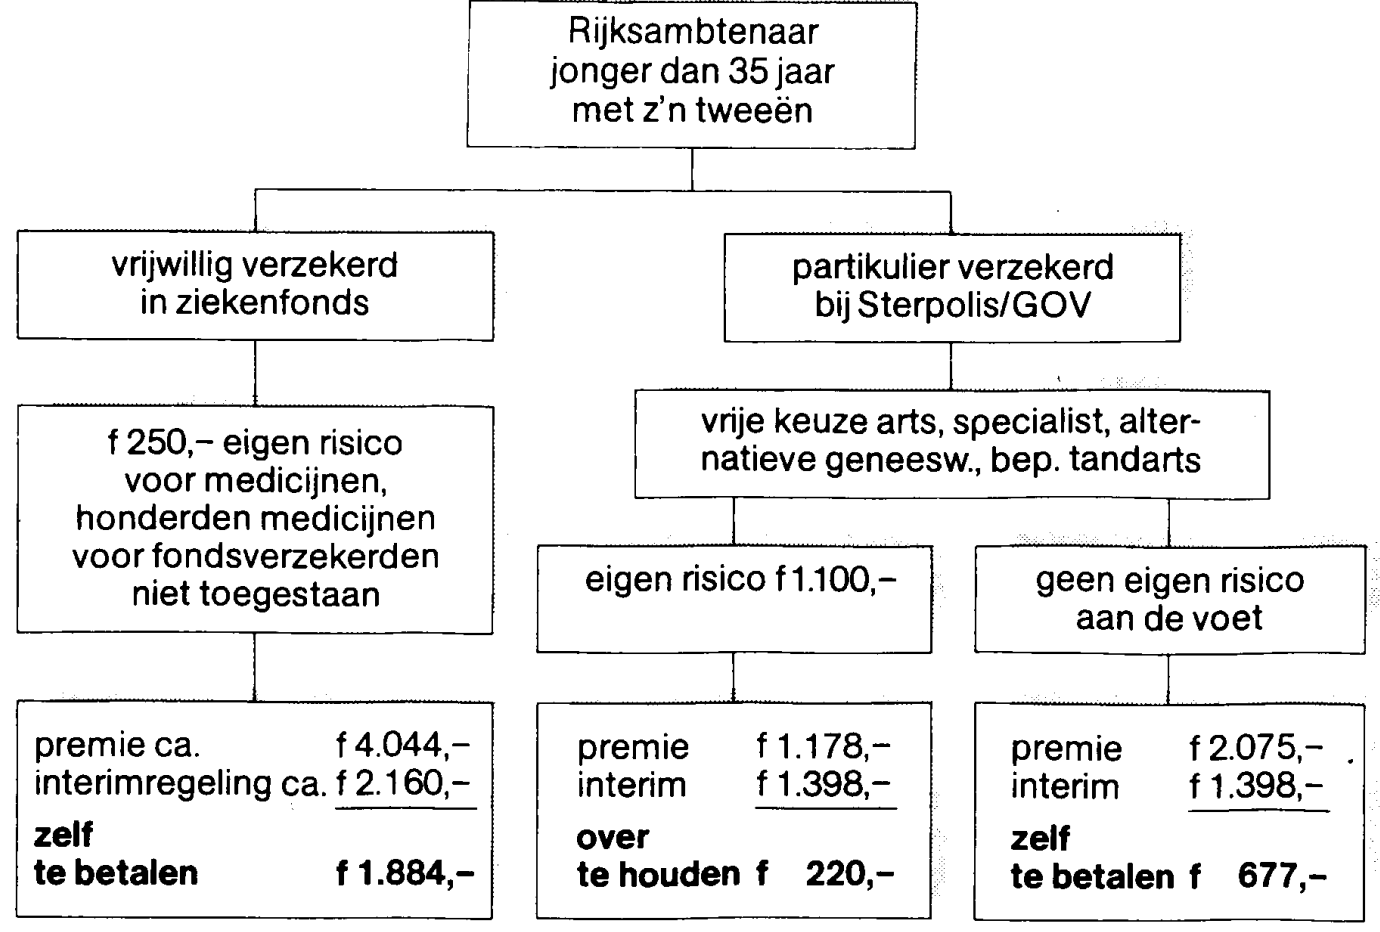 Rijksambtenaar
jonger dan 35 jaar
met z'n tweeën
vrijwillig verzekerd
in ziekenfonds
f 250,– eigen risico
voor medicijnen,
honderden medicijnen
voor fondsverzekerden
niet toegestaan
premie ca. f 4.044,–
interimregeling ca. f 2.160,–
zelf
te betalen f 1.884,–
partikulier verzekerd
bij Sterpolis/GOV
vrije keuze arts, specialist, alter-
natieve geneesw., bep. tandarts
eigen risico f 1.100,–
premie f 1.178,–
interim f 1.398,–
over
te houden f 220,–
geen eigen risico
aan de voet
premie f 2.075,–
interim f 1.398,–
zelf
te betalen f 677,–